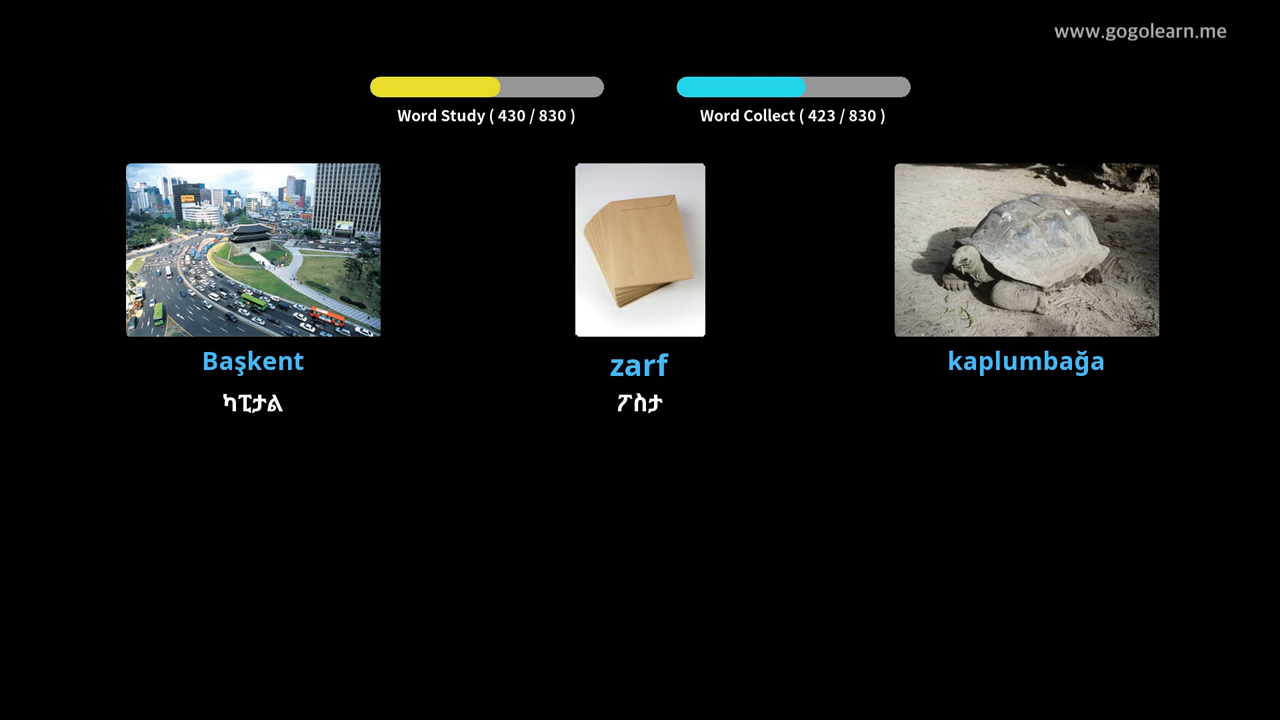 www.gogolearn.me
Word Study ( 430 / 830 )
Word Collect ( 423 / 830 )
Başkent
zarf
kaplumbağa
ካፒታል
ፖስታ